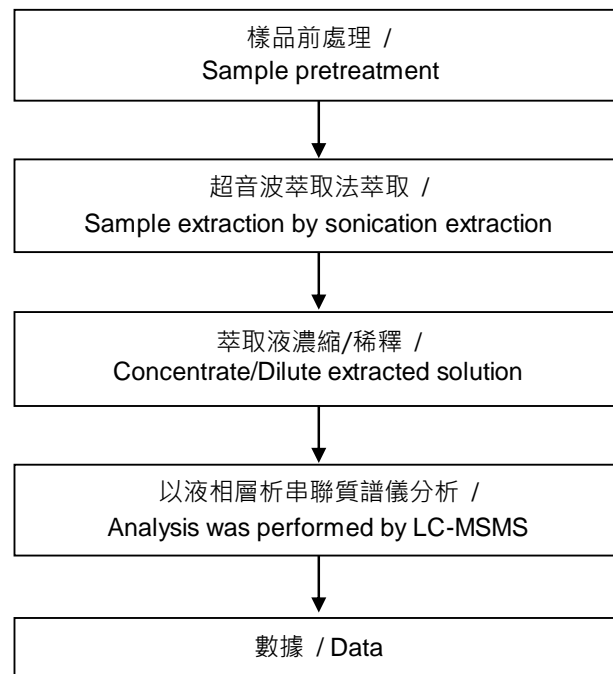 樣品前處理 /
Sample pretreatment
超音波萃取法萃取 /
Sample extraction by sonication extraction
萃取液濃縮/稀釋 /
Concentrate/Dilute extracted solution
以液相層析串聯質譜儀分析 /
Analysis was performed by LC-MSMS
數據 / Data